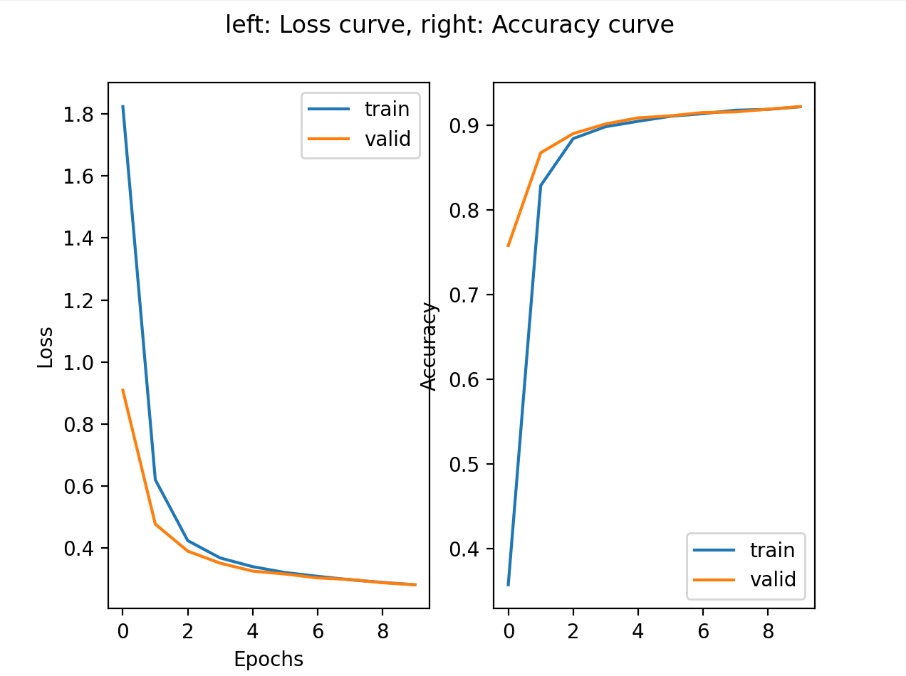 left: Loss curve, right: Accuracy curve
train
valid
1.8
1.6
1.4
1.2
1.0
0.8
0.6
0.4
Loss
0 2 4 6 8
Epochs
0.9
0.8
0.7
0.6
0.5
0.4
Accuracy
train
valid
0 2 4 6 8